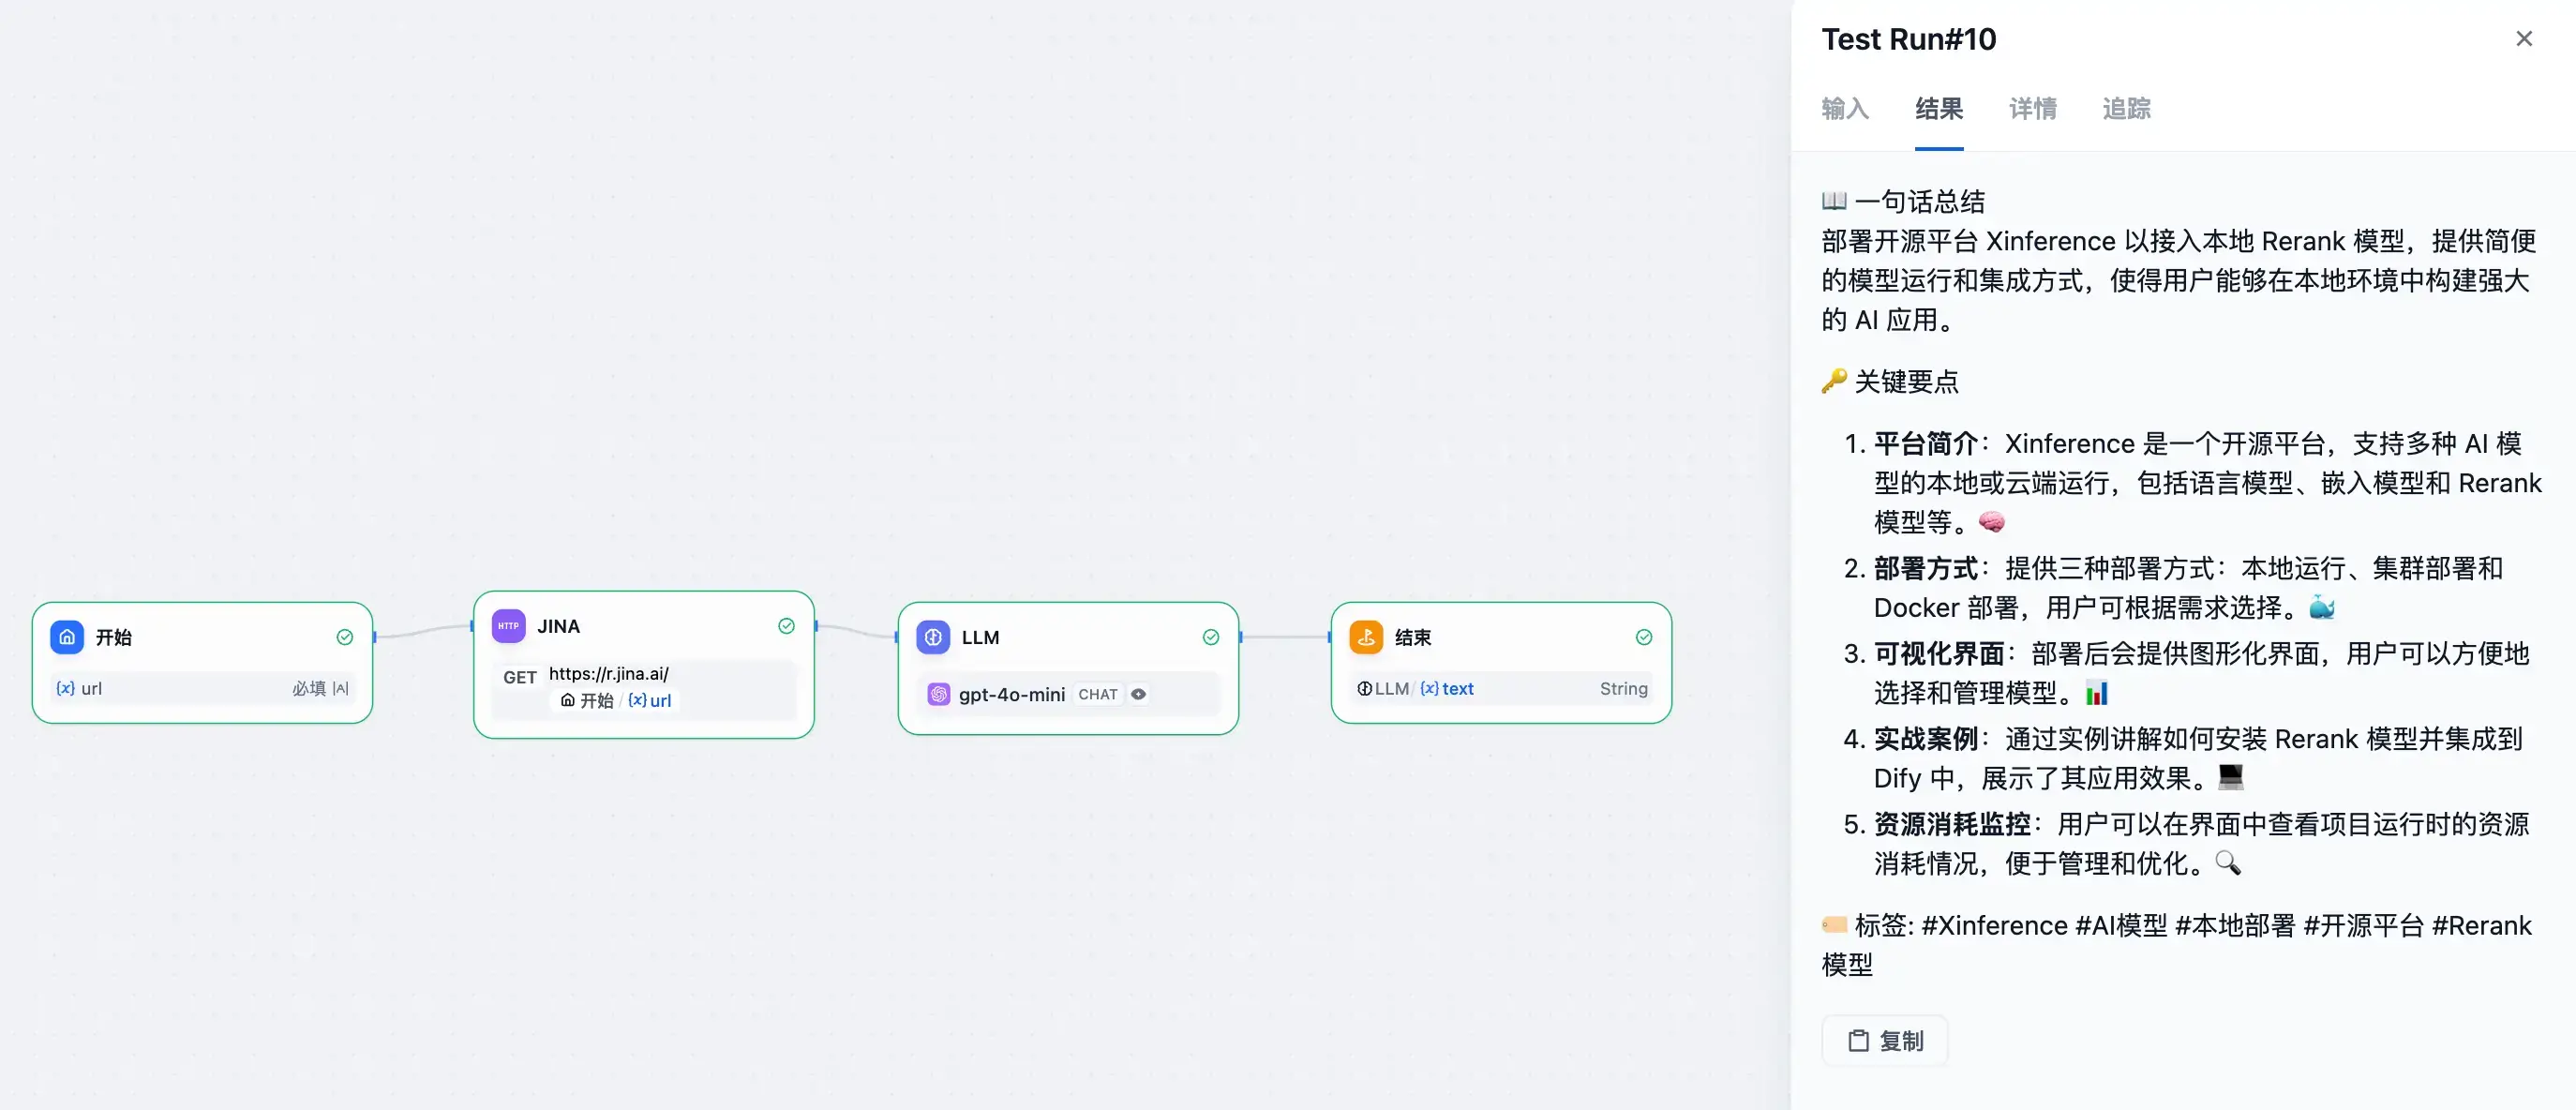 开始
{x} url 必填
HTTP JINA
GET https://r.jina.ai/
开始 / {x} url
LLM
gpt-4o-mini CHAT
结束
LLM / {x} text String
Test Run#10
输入 结果 详情 追踪
📖 一句话总结
部署开源平台 Xinference 以接入本地 Rerank 模型，提供简便
的模型运行和集成方式，使得用户能够在本地环境中构建强大
的 AI 应用。
🔑 关键要点
1. 平台简介：Xinference 是一个开源平台，支持多种 AI 模
型的本地或云端运行，包括语言模型、嵌入模型和 Rerank
模型等。🧠
2. 部署方式：提供三种部署方式：本地运行、集群部署和
Docker 部署，用户可根据需求选择。🐳
3. 可视化界面：部署后会提供图形化界面，用户可以方便地
选择和管理模型。📊
4. 实战案例：通过实例讲解如何安装 Rerank 模型并集成到
Dify 中，展示了其应用效果。💻
5. 资源消耗监控：用户可以在界面中查看项目运行时的资源
消耗情况，便于管理和优化。🔍
🏷️ 标签: #Xinference #AI模型 #本地部署 #开源平台 #Rerank
模型
复制